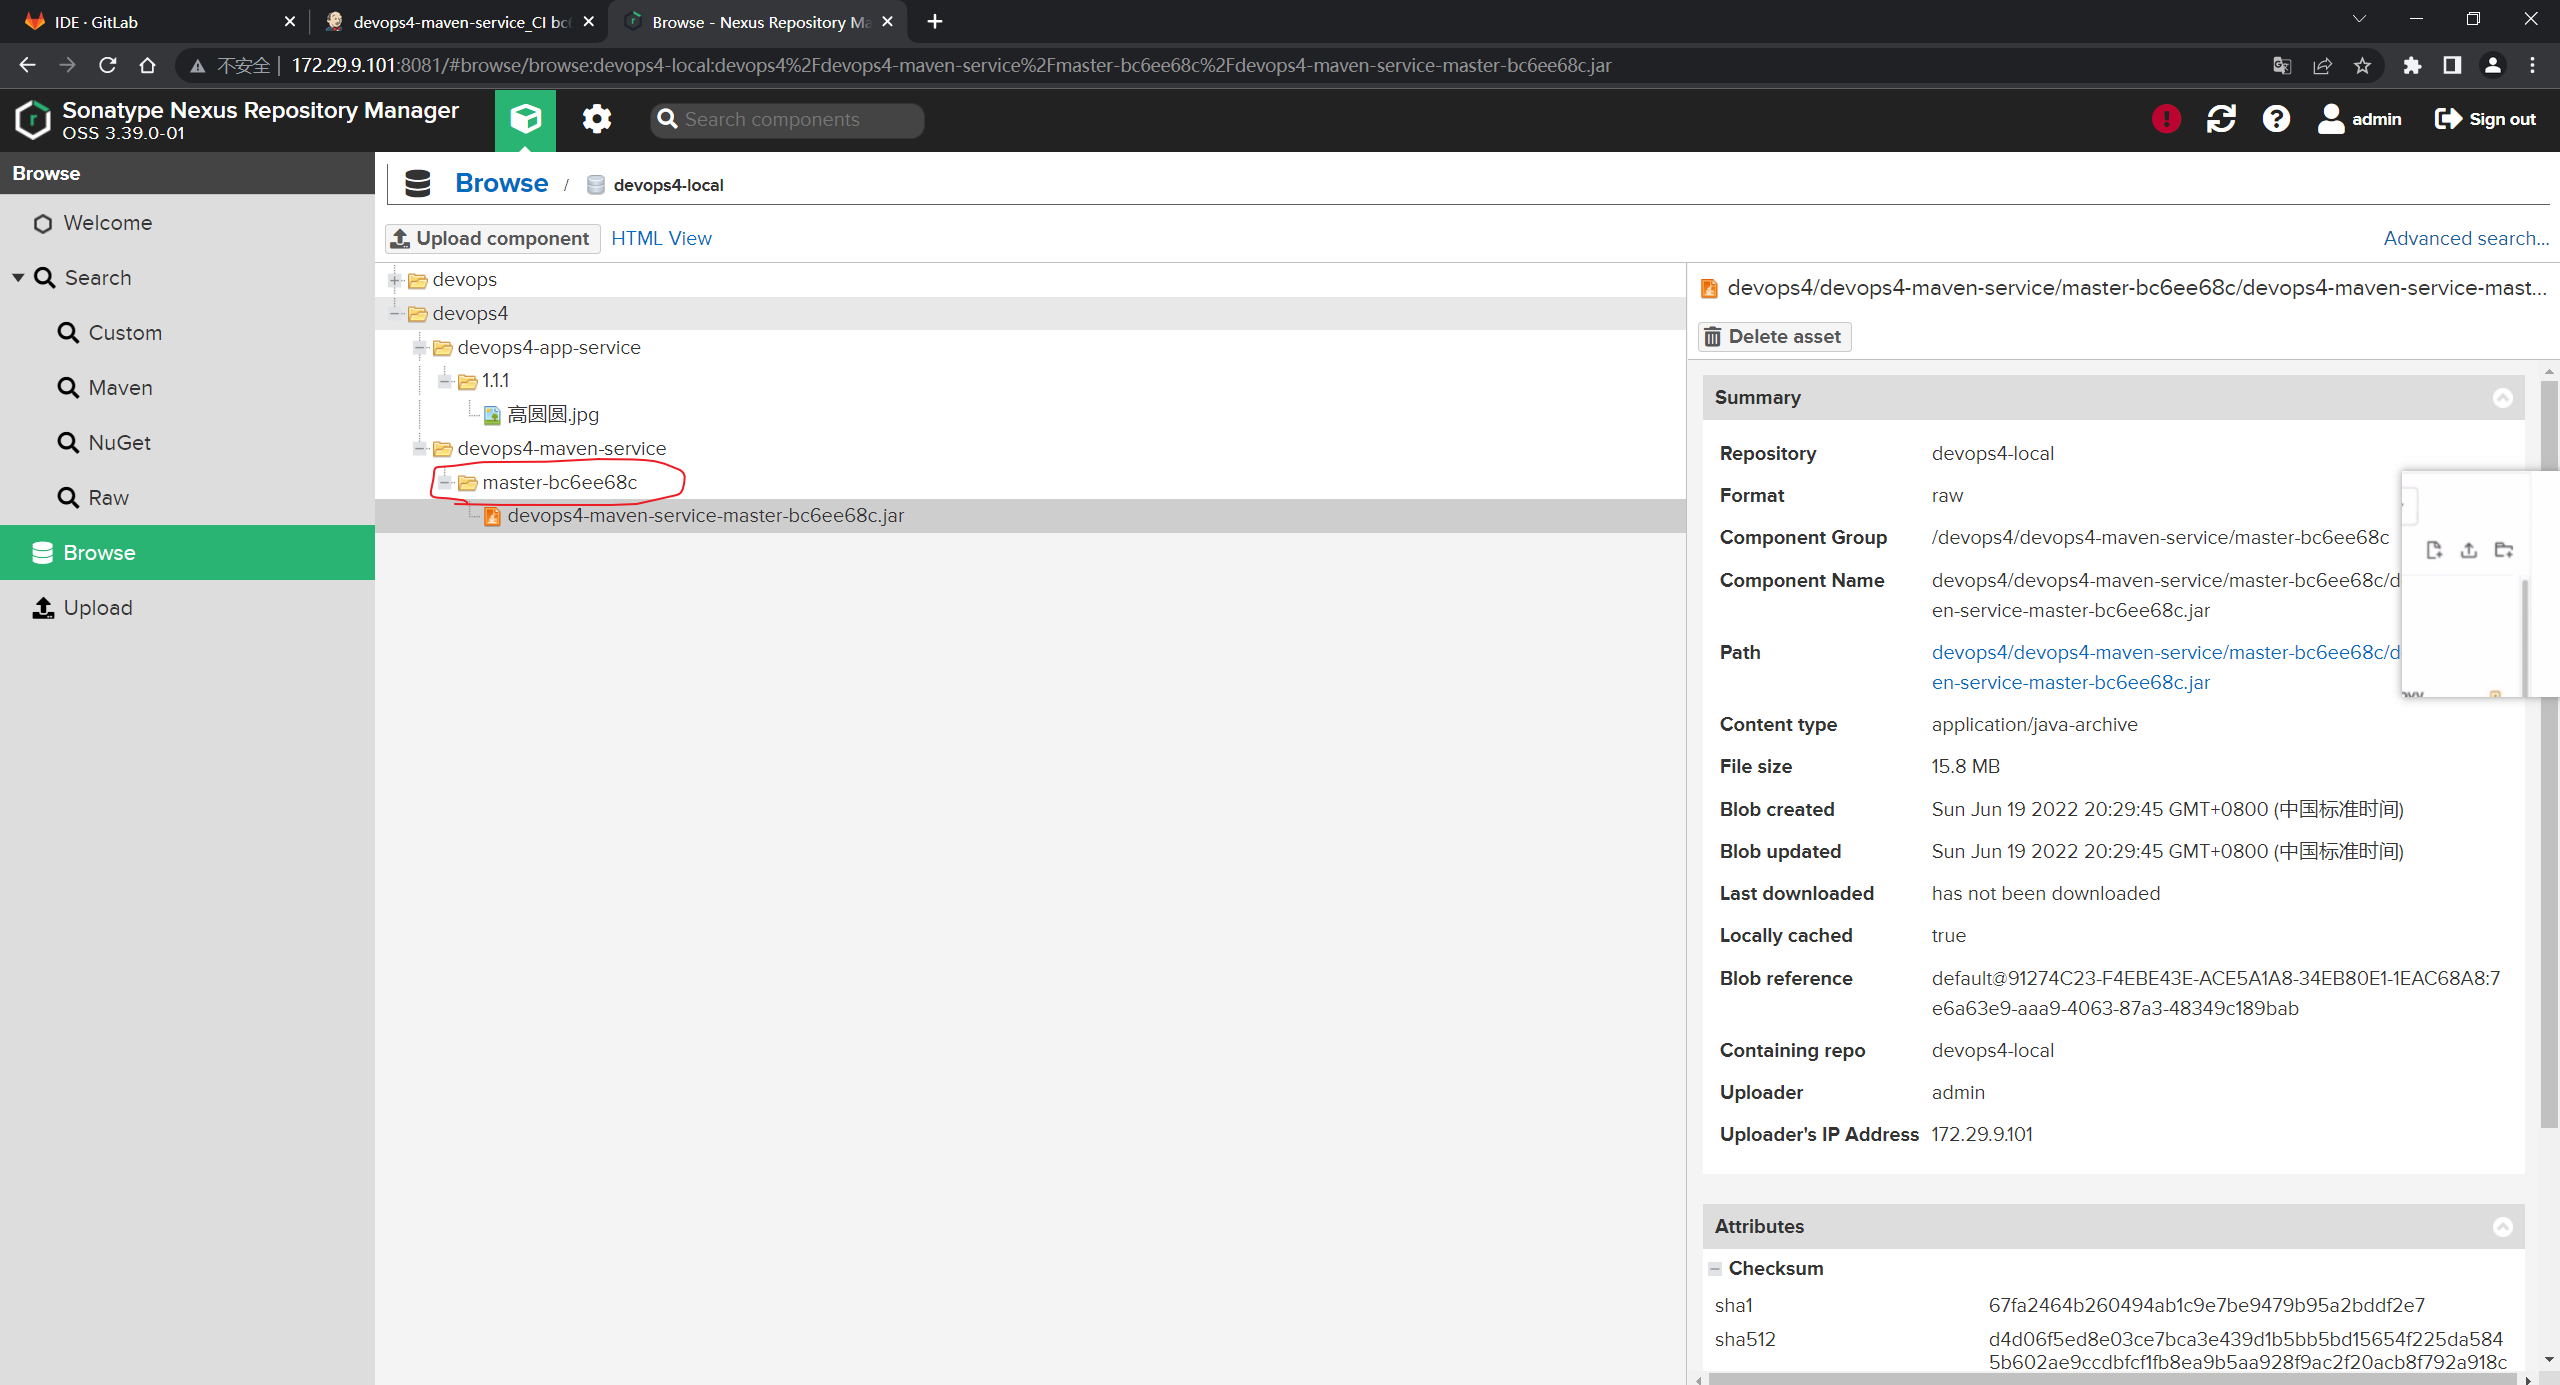 IDE · GitLab
devops4-maven-service_CI bc
Browse - Nexus Repository Ma
不安全
172.29.9.101:8081/#browse/browse:devops4-local:devops4%2Fdevops4-maven-service%2Fmaster-bc6ee68c%2Fdevops4-maven-service-master-bc6ee68c.jar
Sonatype Nexus Repository Manager
OSS 3.39.0-01
Search components
admin
Sign out
Browse
Welcome
Search
Custom
Maven
NuGet
Raw
Browse
Upload
Browse / devops4-local
Upload component
HTML View
Advanced search...
devops
devops4
devops4-app-service
1.1.1
高圆圆.jpg
devops4-maven-service
master-bc6ee68c
devops4-maven-service-master-bc6ee68c.jar
devops4/devops4-maven-service/master-bc6ee68c/devops4-maven-service-mast...
Delete asset
Summary
Repository devops4-local
Format raw
Component Group /devops4/devops4-maven-service/master-bc6ee68c
Component Name devops4/devops4-maven-service/master-bc6ee68c/d
en-service-master-bc6ee68c.jar
Path devops4/devops4-maven-service/master-bc6ee68c/d
en-service-master-bc6ee68c.jar
Content type application/java-archive
File size 15.8 MB
Blob created Sun Jun 19 2022 20:29:45 GMT+0800 (中国标准时间)
Blob updated Sun Jun 19 2022 20:29:45 GMT+0800 (中国标准时间)
Last downloaded has not been downloaded
Locally cached true
Blob reference default@91274C23-F4EBE43E-ACE5A1A8-34EB80E1-1EAC68A8:7
e6a63e9-aaa9-4063-87a3-48349c189bab
Containing repo devops4-local
Uploader admin
Uploader's IP Address 172.29.9.101
Attributes
Checksum
sha1 67fa2464b260494ab1c9e7be9479b95a2bddf2e7
sha512 d4d06f5ed8e03ce7bca3e439d1b5bb5bd15654f225da584
5b602ae9ccdbfcf1fb8ea9b5aa928f9ac2f20acb8f792a918c